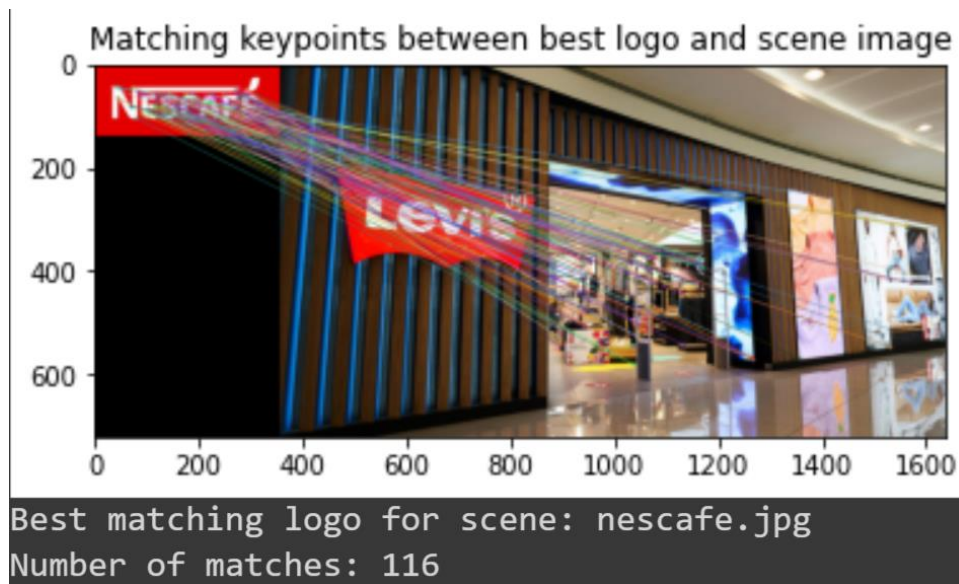 Matching keypoints between best logo and scene image
0
200
400
600
NESCAFÉ
LEVI'S ®
0 200 400 600 800 1000 1200 1400 1600
Best matching logo for scene: nescafe.jpg
Number of matches: 116